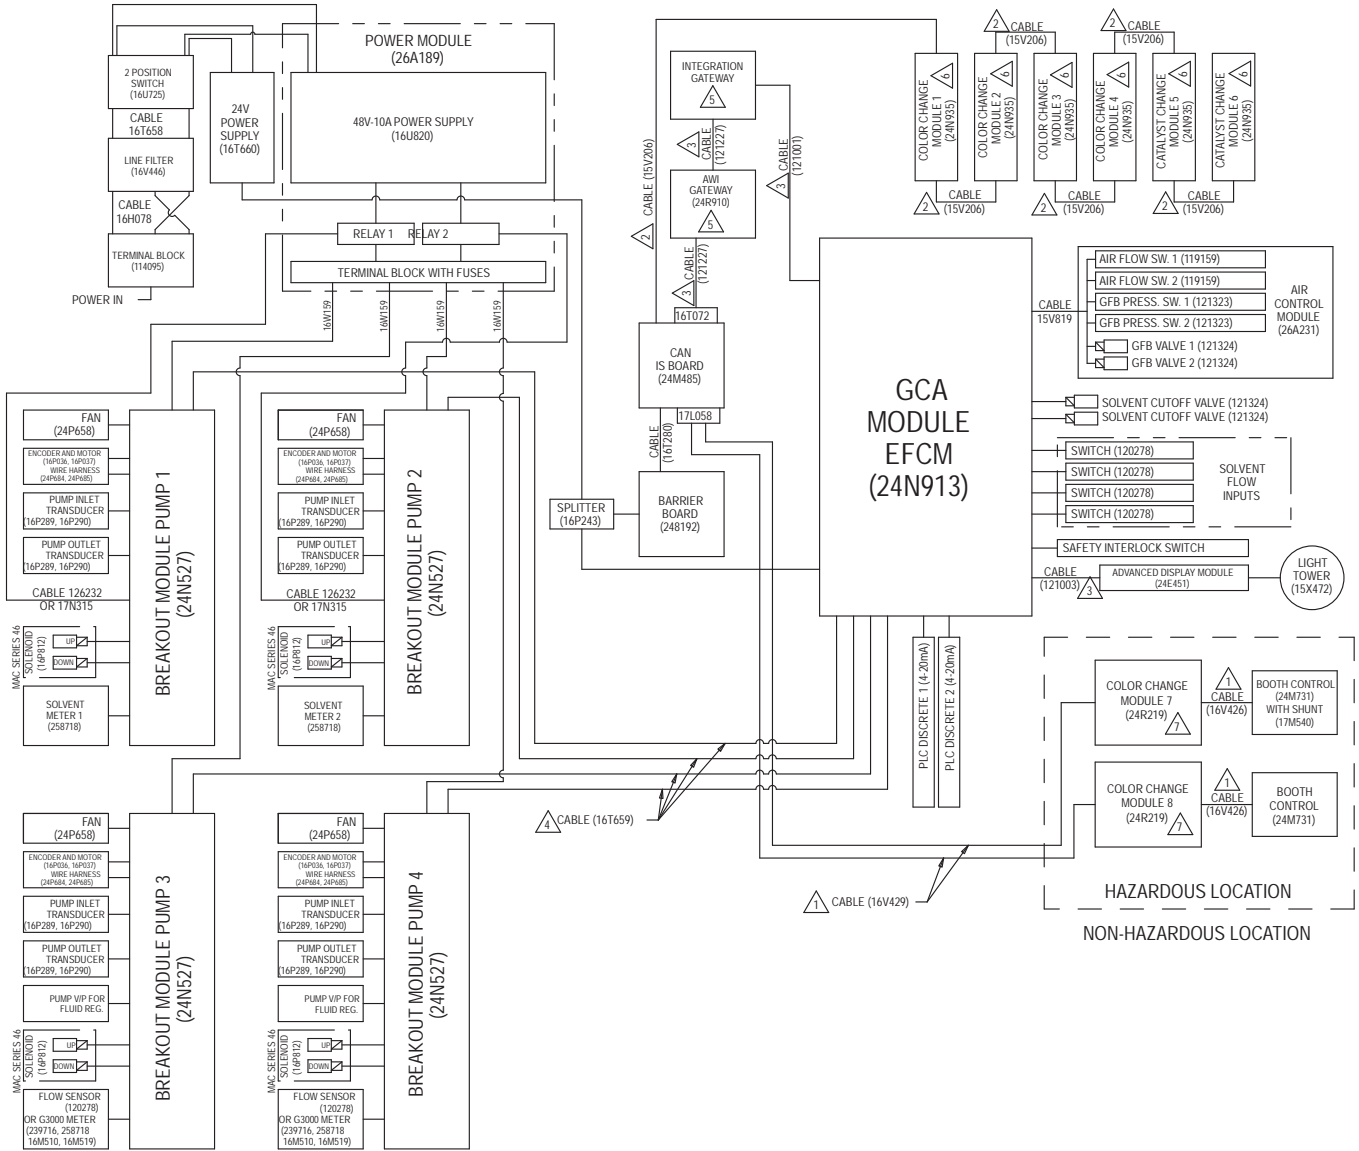 POWER MODULE
(26A189)
2 POSITION
SWITCH
(16U725)
CABLE
16T658
LINE FILTER
(16V446)
CABLE
16H078
TERMINAL BLOCK
(114095)
POWER IN
24V
POWER
SUPPLY
(16T660)
48V-10A POWER SUPPLY
(16U820)
RELAY 1
RELAY 2
TERMINAL BLOCK WITH FUSES
16W159
16W159
16W159
16W159
INTEGRATION
GATEWAY
5
3
CABLE
(121227)
AWI
GATEWAY
(24R910)
5
3
CABLE
(121227)
3
CABLE
(121001)
2
CABLE (15V206)
16T072
CAN
IS BOARD
(24M485)
17L058
CABLE
(16T280)
BARRIER
BOARD
(248192)
SPLITTER
(16P243)
2
CABLE
(15V206)
2
CABLE
(15V206)
COLOR CHANGE
MODULE 1
(24N935)
6
COLOR CHANGE
MODULE 2
(24N935)
6
COLOR CHANGE
MODULE 3
(24N935)
6
COLOR CHANGE
MODULE 4
(24N935)
6
CATALYST CHANGE
MODULE 5
(24N935)
6
CATALYST CHANGE
MODULE 6
(24N935)
6
2
CABLE
(15V206)
2
CABLE
(15V206)
2
CABLE
(15V206)
GCA
MODULE
EFCM
(24N913)
CABLE
15V819
AIR FLOW SW. 1 (119159)
AIR FLOW SW. 2 (119159)
GFB PRESS. SW. 1 (121323)
GFB PRESS. SW. 2 (121323)
GFB VALVE 1 (121324)
GFB VALVE 2 (121324)
AIR
CONTROL
MODULE
(26A231)
SOLVENT CUTOFF VALVE (121324)
SOLVENT CUTOFF VALVE (121324)
SWITCH (120278)
SWITCH (120278)
SWITCH (120278)
SWITCH (120278)
SOLVENT
FLOW
INPUTS
SAFETY INTERLOCK SWITCH
CABLE
(121003)
3
ADVANCED DISPLAY MODULE
(24E451)
LIGHT
TOWER
(15X472)
PLC DISCRETE 1 (4-20mA)
PLC DISCRETE 2 (4-20mA)
COLOR CHANGE
MODULE 7
(24R219)
7
1
CABLE
(16V426)
BOOTH CONTROL
(24M731)
WITH SHUNT
(17M540)
COLOR CHANGE
MODULE 8
(24R219)
7
1
CABLE
(16V426)
BOOTH
CONTROL
(24M731)
HAZARDOUS LOCATION
NON-HAZARDOUS LOCATION
4
CABLE (16T659)
1
CABLE (16V429)
FAN
(24P658)
ENCODER AND MOTOR
(16P036, 16P037)
WIRE HARNESS
(24P684, 24P685)
PUMP INLET
TRANSDUCER
(16P289, 16P290)
PUMP OUTLET
TRANSDUCER
(16P289, 16P290)
CABLE 126232
OR 17N315
MAC SERIES 46
SOLENOID
(16P812)
UP
DOWN
SOLVENT
METER 1
(258718)
BREAKOUT MODULE PUMP 1
(24N527)
FAN
(24P658)
ENCODER AND MOTOR
(16P036, 16P037)
WIRE HARNESS
(24P684, 24P685)
PUMP INLET
TRANSDUCER
(16P289, 16P290)
PUMP OUTLET
TRANSDUCER
(16P289, 16P290)
CABLE 126232
OR 17N315
MAC SERIES 46
SOLENOID
(16P812)
UP
DOWN
SOLVENT
METER 2
(258718)
BREAKOUT MODULE PUMP 2
(24N527)
FAN
(24P658)
ENCODER AND MOTOR
(16P036, 16P037)
WIRE HARNESS
(24P684, 24P685)
PUMP INLET
TRANSDUCER
(16P289, 16P290)
PUMP OUTLET
TRANSDUCER
(16P289, 16P290)
PUMP V/P FOR
FLUID REG.
MAC SERIES 46
SOLENOID
(16P812)
UP
DOWN
FLOW SENSOR
(120278)
OR G3000 METER
(239716, 258718
16M510, 16M519)
BREAKOUT MODULE PUMP 3
(24N527)
FAN
(24P658)
ENCODER AND MOTOR
(16P036, 16P037)
WIRE HARNESS
(24P684, 24P685)
PUMP INLET
TRANSDUCER
(16P289, 16P290)
PUMP OUTLET
TRANSDUCER
(16P289, 16P290)
PUMP V/P FOR
FLUID REG.
MAC SERIES 46
SOLENOID
(16P812)
UP
DOWN
FLOW SENSOR
(120278)
OR G3000 METER
(239716, 258718
16M510, 16M519)
BREAKOUT MODULE PUMP 4
(24N527)